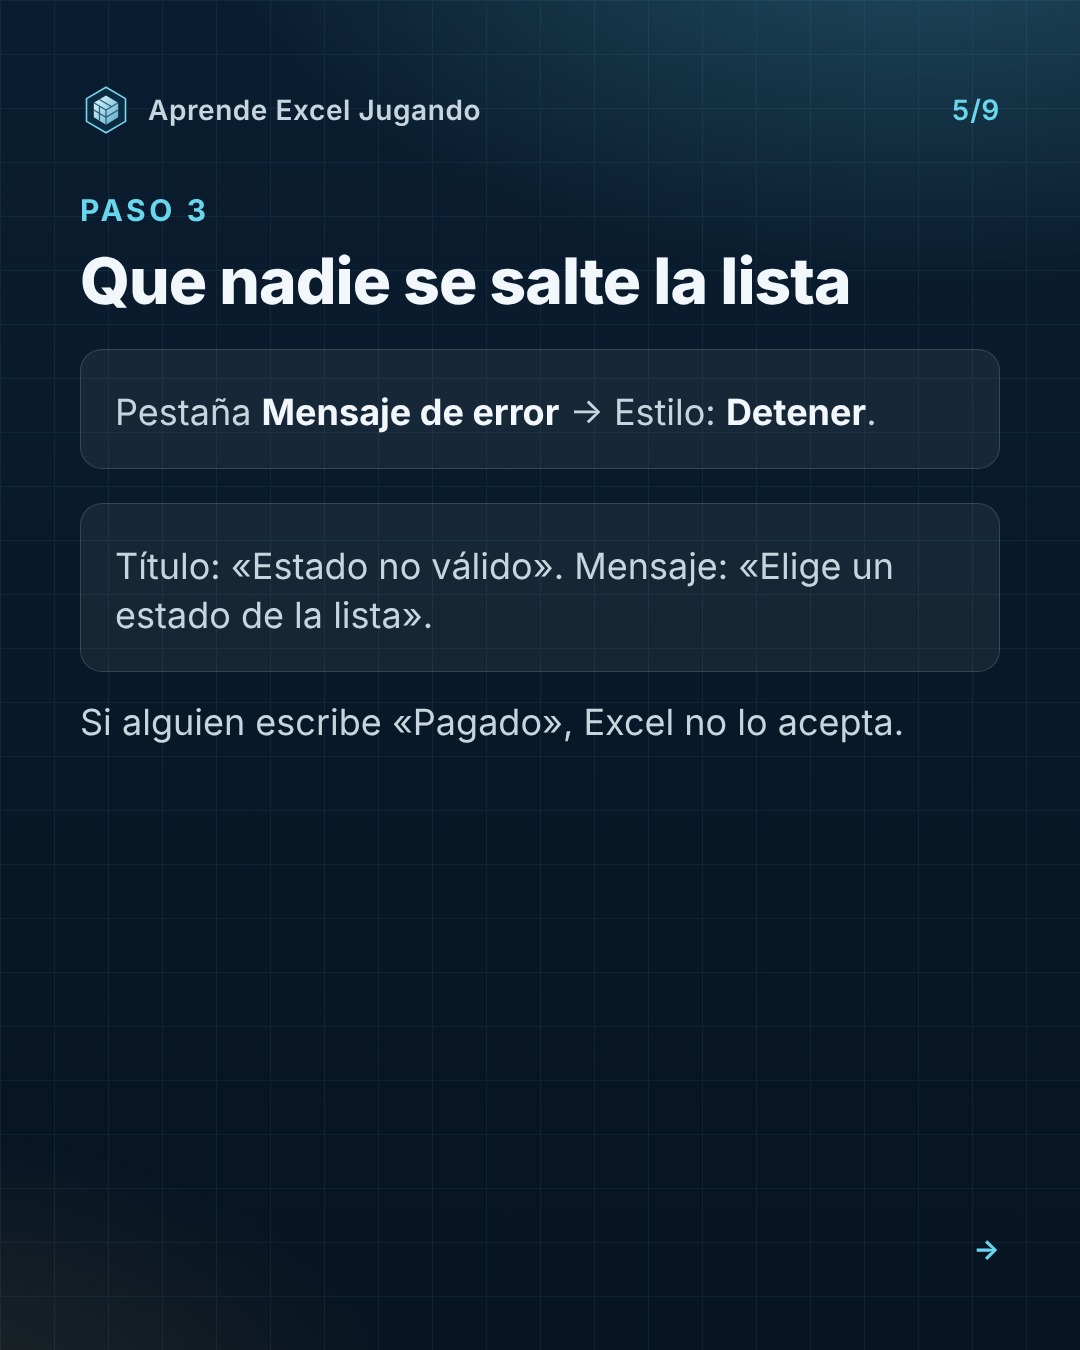 Aprende Excel Jugando
5/9
PASO 3
Que nadie se salte la lista
Pestaña Mensaje de error → Estilo: Detener.
Título: «Estado no válido». Mensaje: «Elige un
estado de la lista».
Si alguien escribe «Pagado», Excel no lo acepta.
→